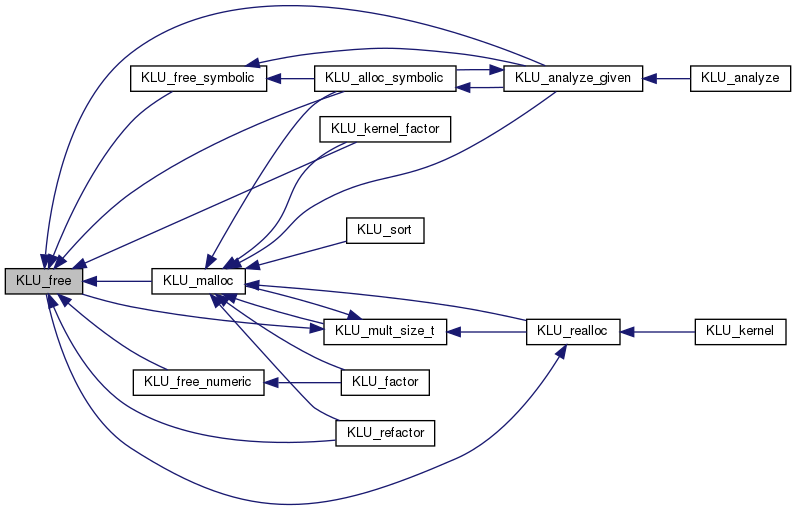 KLU_free_symbolic
KLU_alloc_symbolic
KLU_analyze_given
KLU_analyze
KLU_kernel_factor
KLU_sort
KLU_free
KLU_malloc
KLU_mult_size_t
KLU_realloc
KLU_kernel
KLU_free_numeric
KLU_factor
KLU_refactor